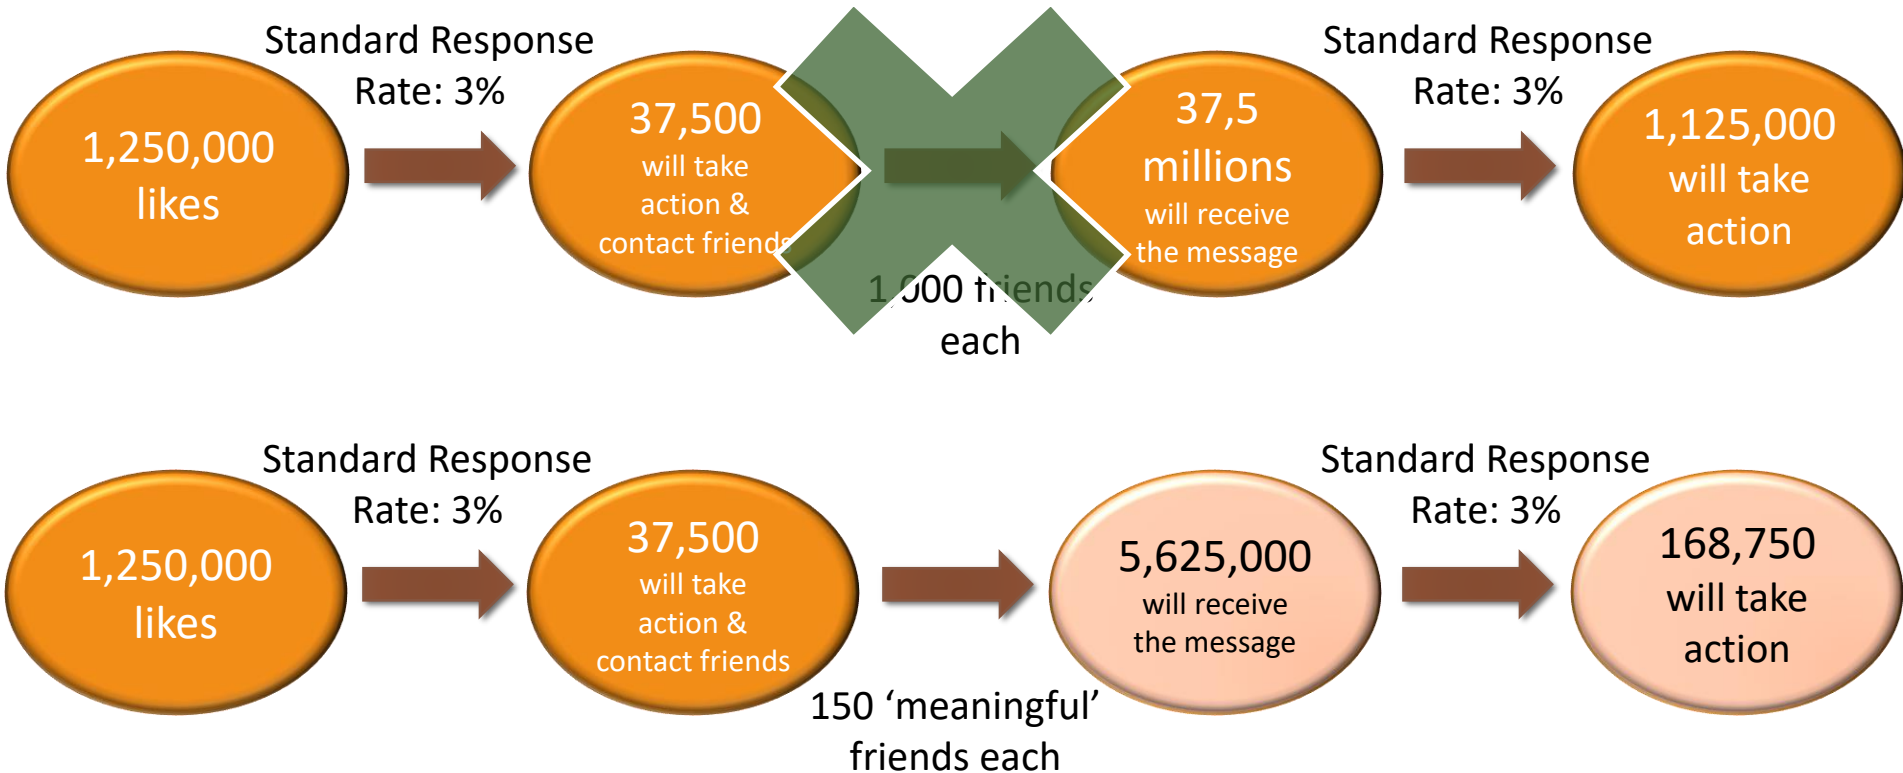 Standard Response
Rate: 3%
1,250,000
likes
37,500
will take
action &
contact friends
1,000 friends
each
37,5
millions
will receive
the message
Standard Response
Rate: 3%
1,125,000
will take
action
Standard Response
Rate: 3%
1,250,000
likes
37,500
will take
action &
contact friends
150 ‘meaningful’
friends each
5,625,000
will receive
the message
Standard Response
Rate: 3%
168,750
will take
action